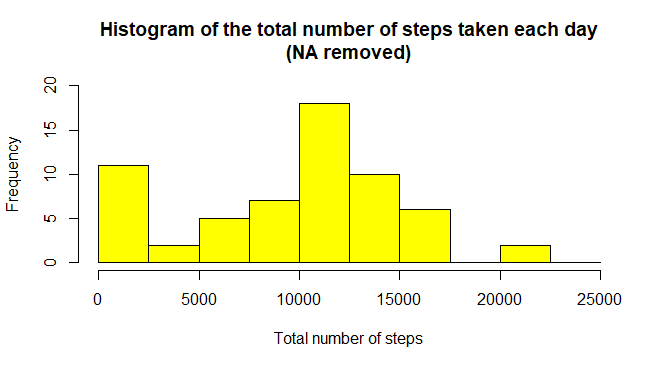 Histogram of the total number of steps taken each day
(NA removed)
Frequency
20
15
10
5
0
0 5000 10000 15000 20000 25000
Total number of steps